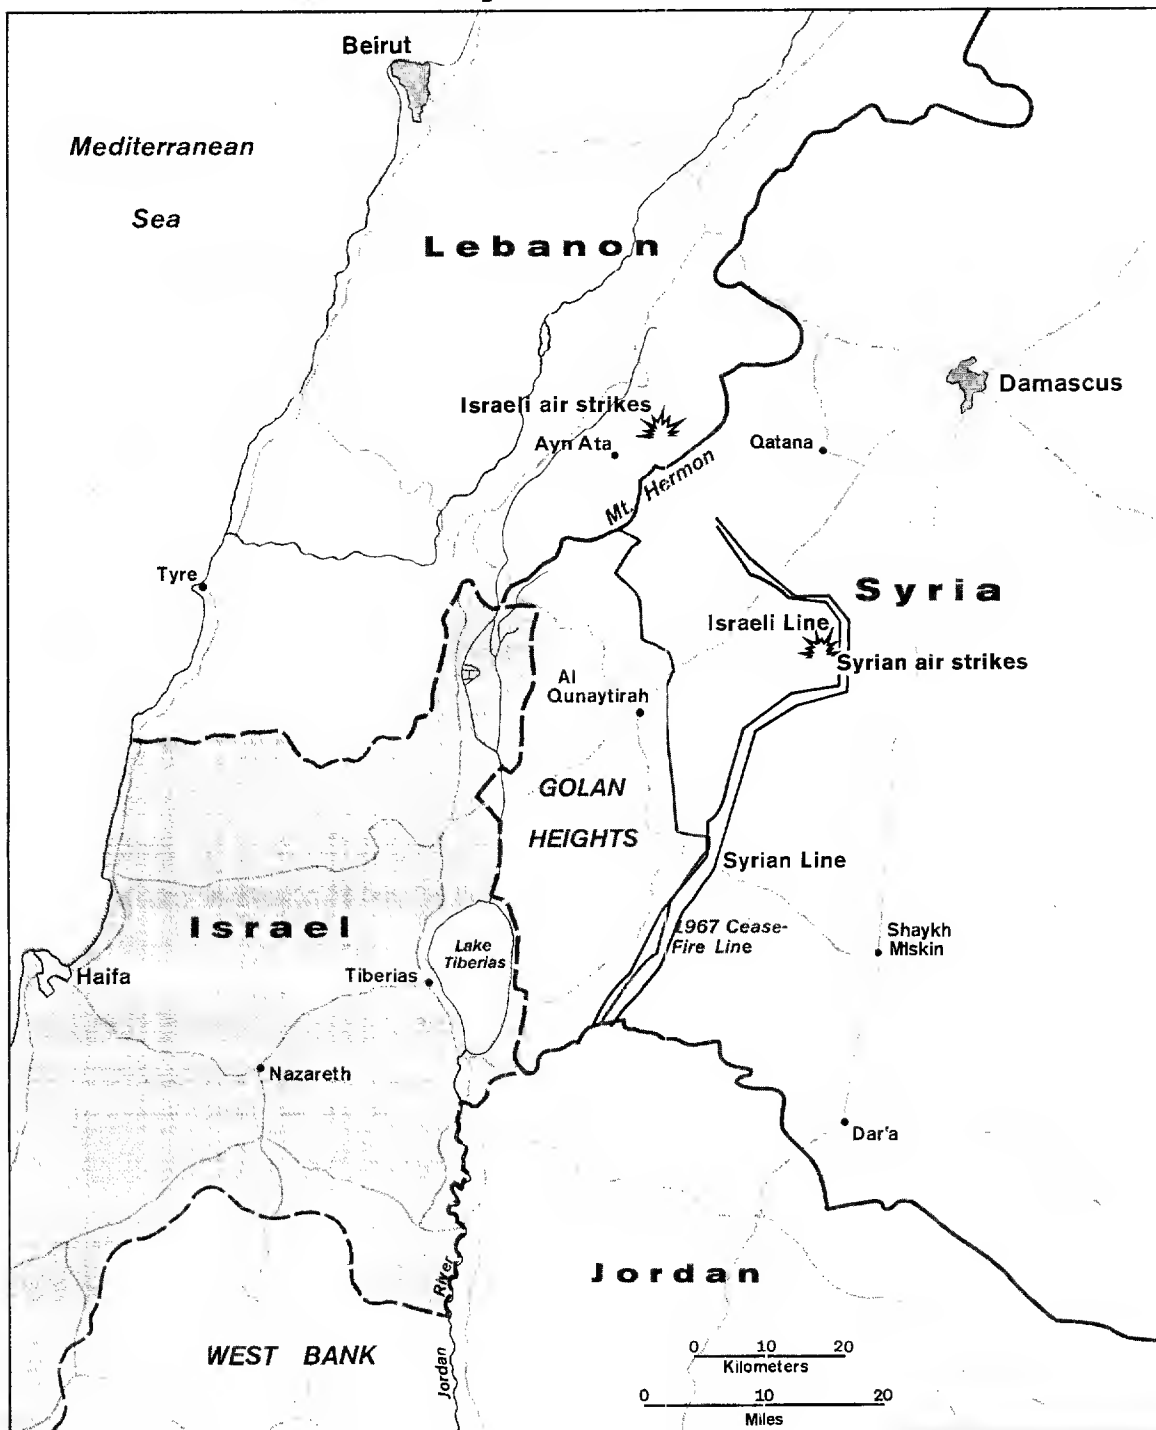 Beirut
Mediterranean
Sea
Lebanon
Damascus
Israeli air strikes
Ayn Ata
Qatana
Mt. Hermon
Tyre
Syria
Israeli Line
Syrian air strikes
Al
Qunaytirah
GOLAN
HEIGHTS
Syrian Line
Israel
1967 Cease-
Fire Line
Shaykh
Miskin
Lake
Tiberias
Haifa
Tiberias
Nazareth
Dar'a
Jordan
River
Jordan
WEST BANK
0 10 20
Kilometers
0 10 20
Miles